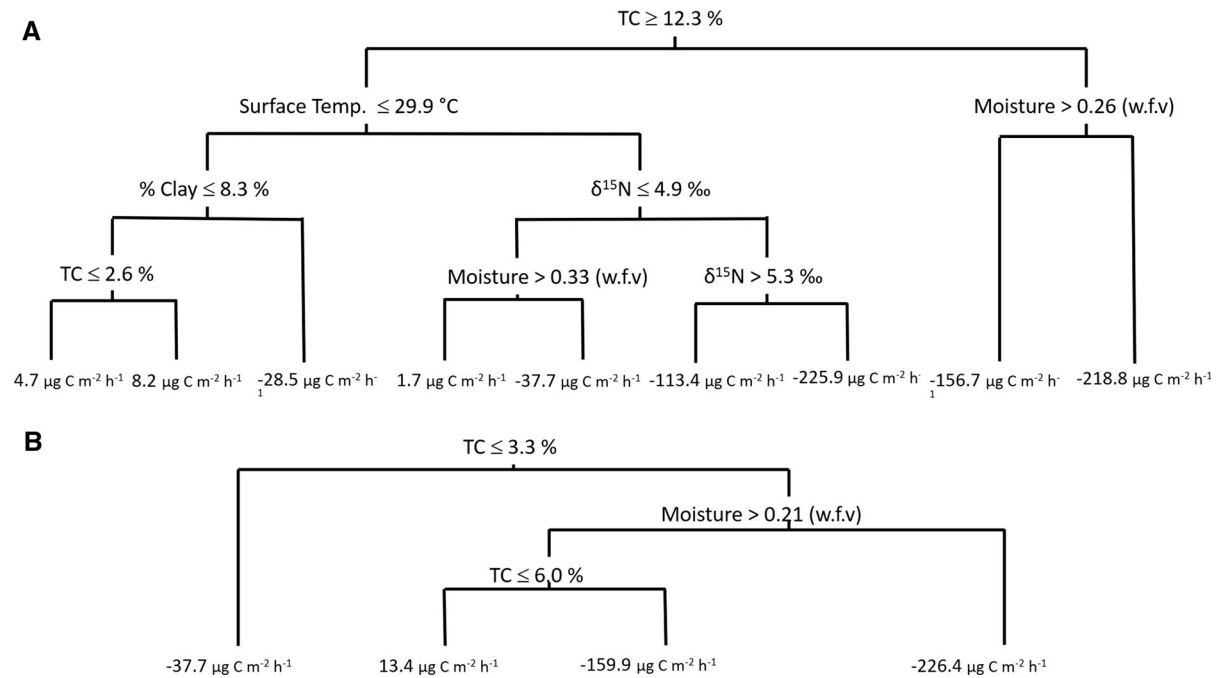 A
TC ≥ 12.3 %
Surface Temp. ≤ 29.9 °C
Moisture > 0.26 (w.f.v)
% Clay ≤ 8.3 %
δ¹⁵N ≤ 4.9 ‰
TC ≤ 2.6 %
Moisture > 0.33 (w.f.v)
δ¹⁵N > 5.3 ‰
4.7 µg C m⁻² h⁻¹
8.2 µg C m⁻² h⁻¹
-28.5 µg C m⁻² h⁻
1
1.7 µg C m⁻² h⁻¹
-37.7 µg C m⁻² h⁻¹
-113.4 µg C m⁻² h⁻¹
-225.9 µg C m⁻² h⁻
-156.7 µg C m⁻² h⁻
1
-218.8 µg C m⁻² h⁻¹
B
TC ≤ 3.3 %
Moisture > 0.21 (w.f.v)
TC ≤ 6.0 %
-37.7 µg C m⁻² h⁻¹
13.4 µg C m⁻² h⁻¹
-159.9 µg C m⁻² h⁻¹
-226.4 µg C m⁻² h⁻¹